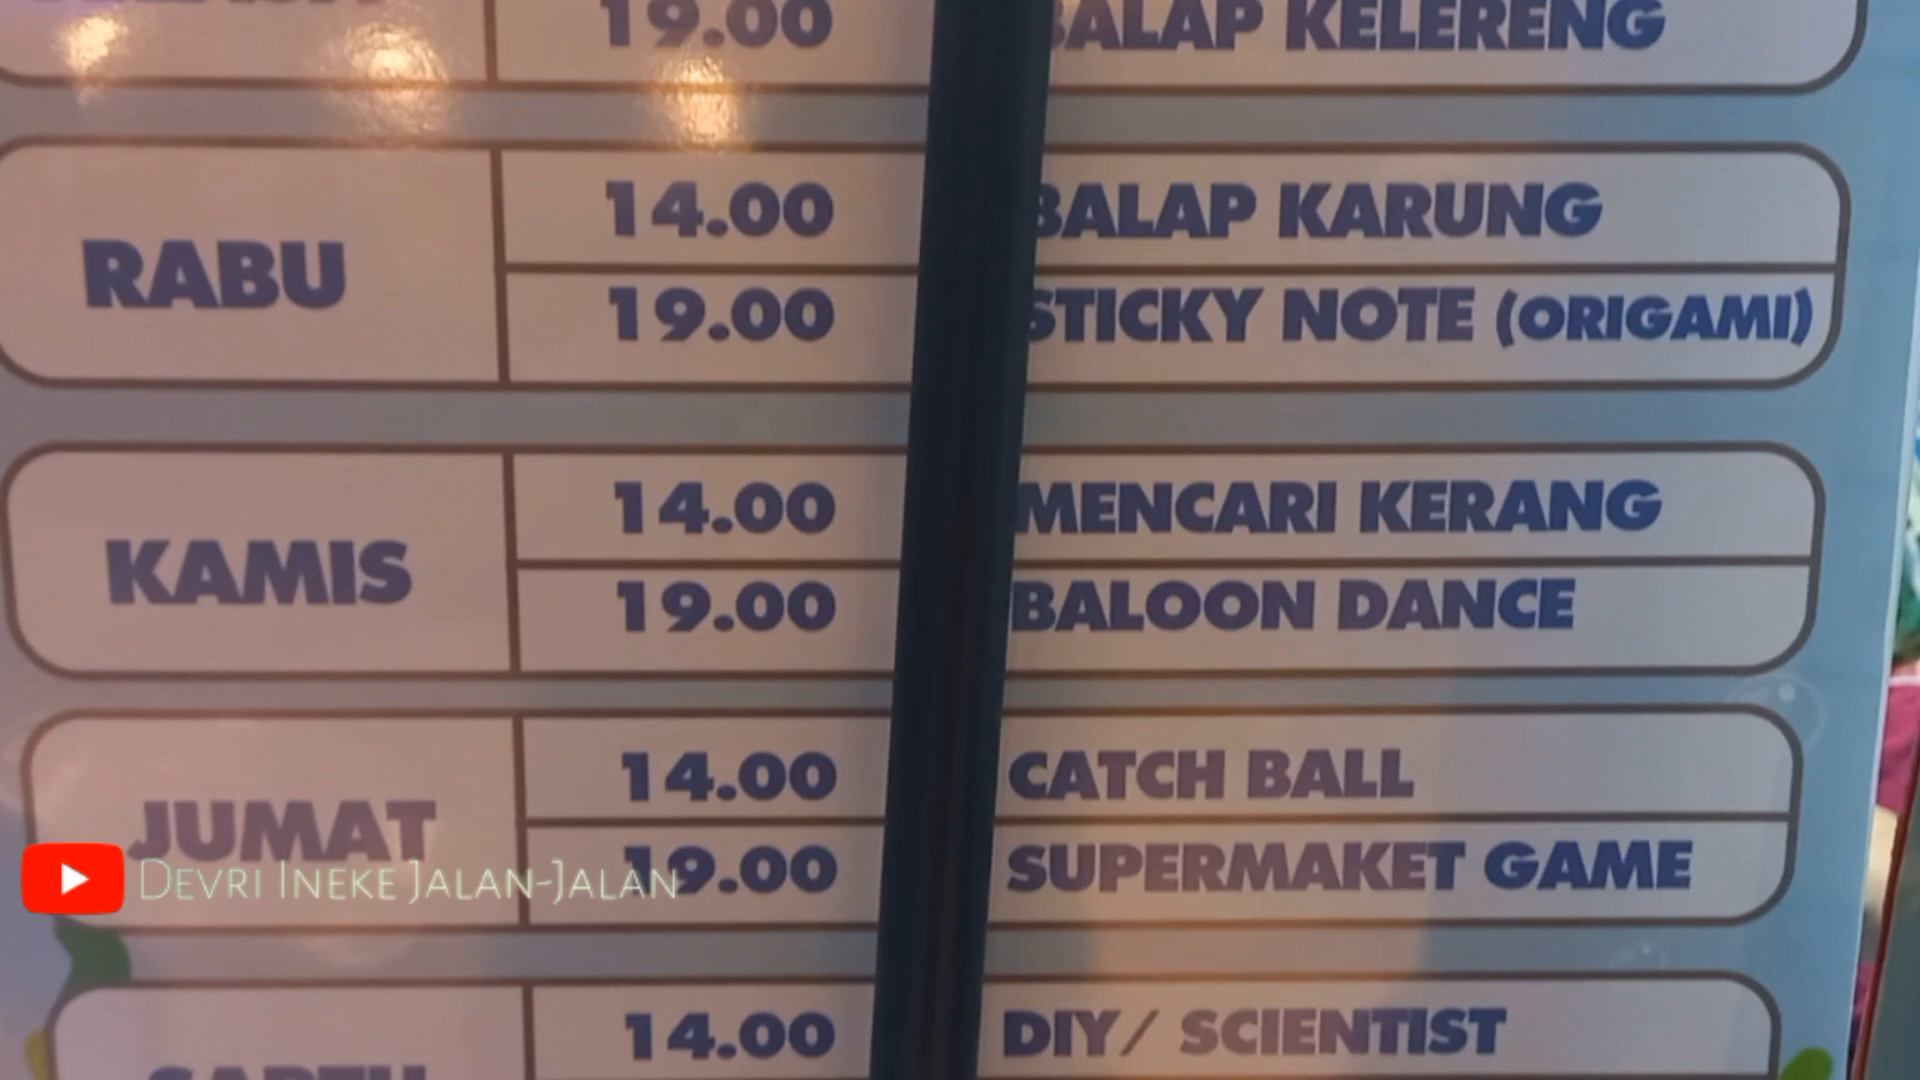 19.00 BALAP KELERENG
RABU
14.00 BALAP KARUNG
19.00 STICKY NOTE (ORIGAMI)
KAMIS
14.00 MENCARI KERANG
19.00 BALOON DANCE
JUMAT
14.00 CATCH BALL
19.00 SUPERMAKET GAME
DEVRI INEKE JALAN-JALAN
14.00 DIY/ SCIENTIST